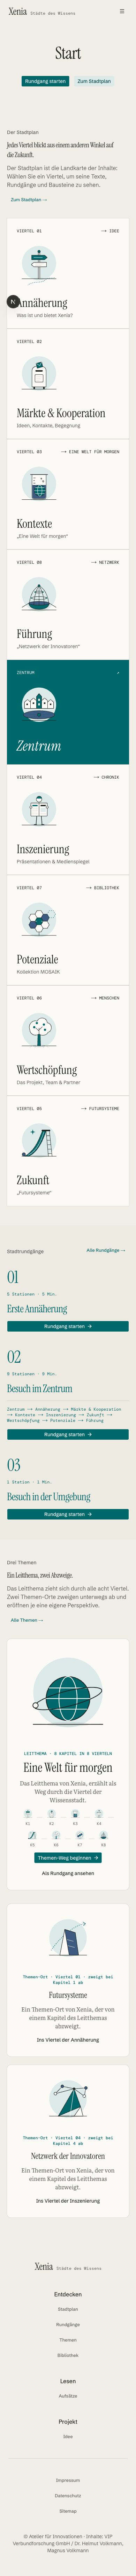 Xenia Städte des Wissens
Start
Rundgang starten
Zum Stadtplan
Der Stadtplan
Jedes Viertel blickt aus einem anderen Winkel auf
die Zukunft.
Der Stadtplan ist die Landkarte der Inhalte:
Wählen Sie ein Viertel, um seine Texte,
Rundgänge und Bausteine zu sehen.
Zum Stadtplan →
VIERTEL 01 → IDEE
Annäherung
Was ist und bietet Xenia?
N
VIERTEL 02
Märkte & Kooperation
Ideen, Kontakte, Begegnung
VIERTEL 03 → EINE WELT FÜR MORGEN
Kontexte
„Eine Welt für morgen“
VIERTEL 08 → NETZWERK
Führung
„Netzwerk der Innovatoren“
ZENTRUM
Zentrum
VIERTEL 04 → CHRONIK
Inszenierung
Präsentationen & Medienspiegel
VIERTEL 07 → BIBLIOTHEK
Potenziale
Kollektion MOSAIK
VIERTEL 06 → MENSCHEN
Wertschöpfung
Das Projekt, Team & Partner
VIERTEL 05 → FUTURSYSTEME
Zukunft
„Futursysteme“
Stadtrundgänge
Alle Rundgänge →
01
5 Stationen · 5 Min.
Erste Annäherung
Rundgang starten →
02
9 Stationen · 9 Min.
Besuch im Zentrum
Zentrum → Annäherung → Märkte & Kooperation
→ Kontexte → Inszenierung → Zukunft →
Wertschöpfung → Potenziale → Führung
Rundgang starten →
03
1 Station · 1 Min.
Besuch in der Umgebung
Rundgang starten →
Drei Themen
Ein Leitthema, zwei Abzweige.
Das Leitthema zieht sich durch alle acht Viertel.
Zwei Themen-Orte zweigen unterwegs ab und
öffnen je eine eigene Perspektive.
Alle Themen →
LEITTHEMA · 8 KAPITEL IN 8 VIERTELN
Eine Welt für morgen
Das Leitthema von Xenia, erzählt als
Weg durch die Viertel der
Wissenstadt.
K1 K2 K3 K4
K5 K6 K7 K8
Themen-Weg beginnen →
Als Rundgang ansehen
Themen-Ort · Viertel 01 · zweigt bei
Kapitel 1 ab
Futursysteme
Ein Themen-Ort von Xenia, der von
einem Kapitel des Leitthemas
abzweigt.
Ins Viertel der Annäherung
Themen-Ort · Viertel 04 · zweigt bei
Kapitel 4 ab
Netzwerk der Innovatoren
Ein Themen-Ort von Xenia, der von
einem Kapitel des Leitthemas
abzweigt.
Ins Viertel der Inszenierung
Xenia Städte des Wissens
Entdecken
Stadtplan
Rundgänge
Themen
Bibliothek
Lesen
Aufsätze
Projekt
Idee
Impressum
Datenschutz
Sitemap
© Atelier für Innovationen · Inhalte: VIP
Verbundforschung GmbH / Dr. Helmut Volkmann,
Magnus Volkmann